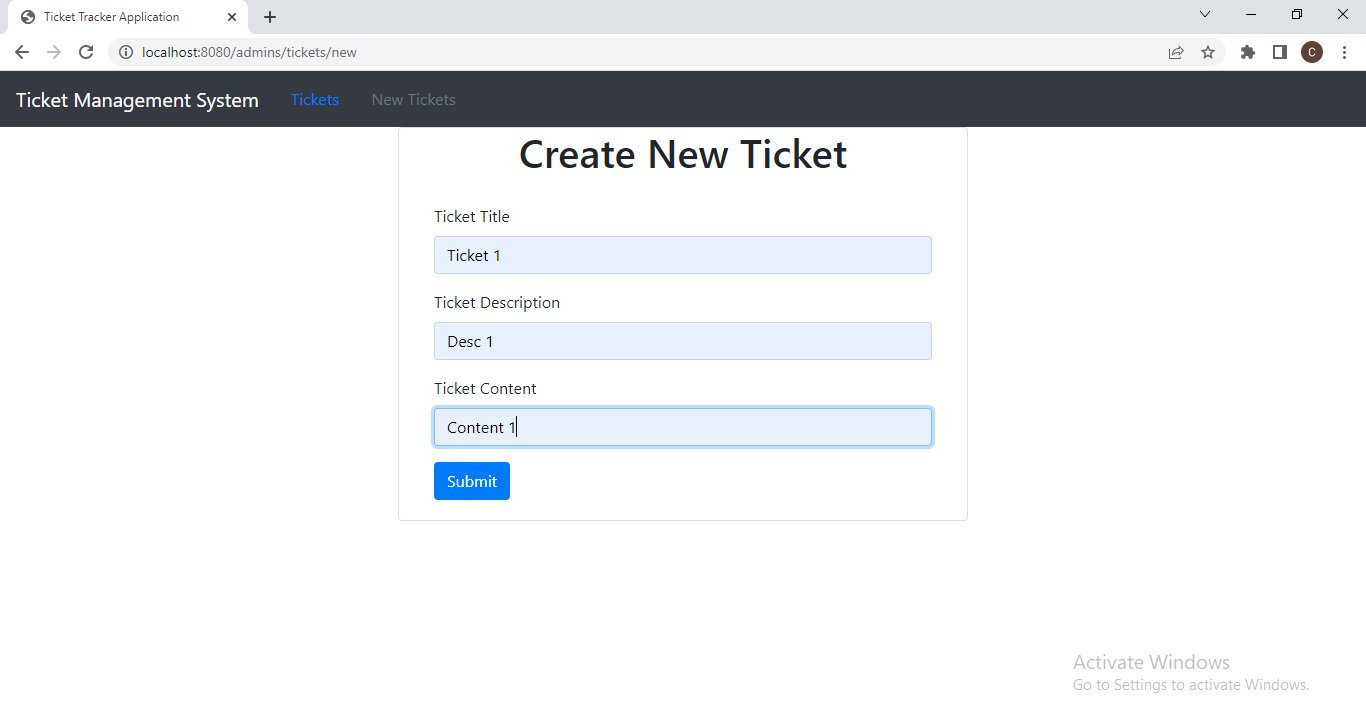 Ticket Tracker Application
localhost:8080/admins/tickets/new
C
Ticket Management System Tickets New Tickets
Create New Ticket
Ticket Title
Ticket 1
Ticket Description
Desc 1
Ticket Content
Content 1
Submit
Activate Windows
Go to Settings to activate Windows.